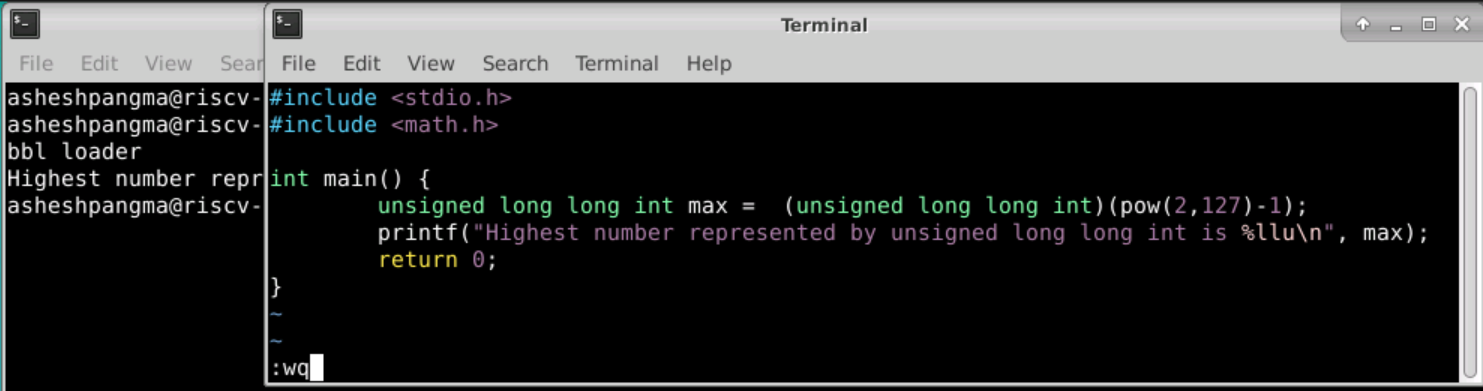 Terminal
File Edit View Sear
File Edit View Search Terminal Help
asheshpangma@riscv-
asheshpangma@riscv-
bbl loader
Highest number repr
asheshpangma@riscv-
#include <stdio.h>
#include <math.h>
int main() {
unsigned long long int max =  (unsigned long long int)(pow(2,127)-1);
printf("Highest number represented by unsigned long long int is %llu\n", max);
return 0;
}
~
~
:wq